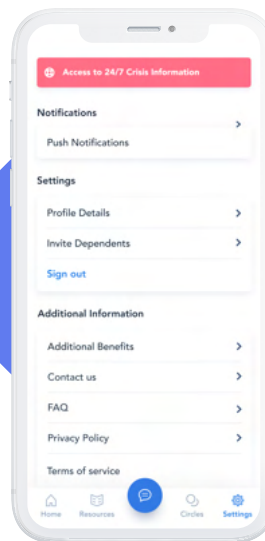 Access to 24/7 Crisis Information
Notifications
Push Notifications
Settings
Profile Details
Invite Dependents
Sign out
Additional Information
Additional Benefits
Contact us
FAQ
Privacy Policy
Terms of service
Home Resources Circles Settings